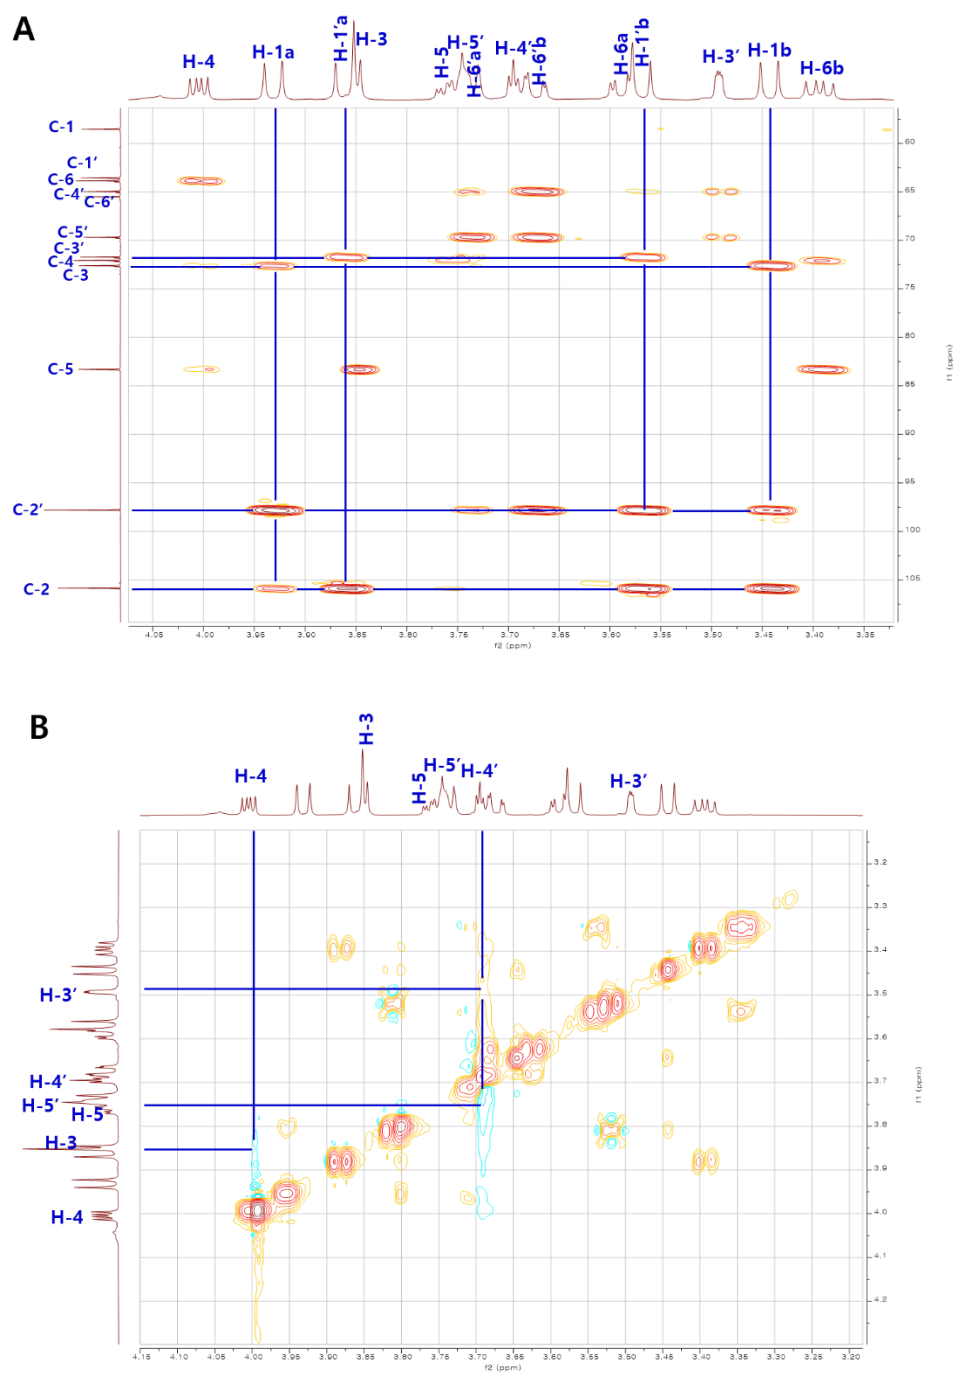 A
H-4
H-1a
H-1'a
H-3
H-5
H-5'
H-6'a
H-4'
H-6'b
H-6a
H-1'b
H-3'
H-1b
H-6b
C-1
C-1'
C-6
C-4'
C-6'
C-5'
C-3'
C-4
C-3
C-5
C-2'
C-2
60
65
70
75
80
85
90
95
100
105
f1 (ppm)
4.05 4.00 3.95 3.90 3.85 3.80 3.75 3.70 3.65 3.60 3.55 3.50 3.45 3.40 3.35
f2 (ppm)
B
H-4
H-3
H-5
H-5'
H-4'
H-3'
H-3'
H-4'
H-5'
H-5
H-3
H-4
3.2
3.3
3.4
3.5
3.6
3.7
3.8
3.9
4.0
4.1
4.2
f1 (ppm)
4.15 4.10 4.05 4.00 3.95 3.90 3.85 3.80 3.75 3.70 3.65 3.60 3.55 3.50 3.45 3.40 3.35 3.30 3.25 3.20
f2 (ppm)